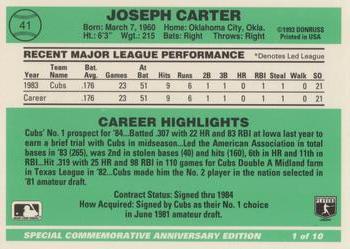 41
JOSEPH CARTER
Born: March 7, 1960 Home: Oklahoma City, Okla.
Ht.: 6'3" Wgt.: 215 Bats: Right Throws: Right
©1993 DONRUSS
Printed in USA
RECENT MAJOR LEAGUE PERFORMANCE *Denotes Led League
Year Team Bat. Avg. Games At Bat Hits Runs 2B 3B HR RBI Steal Walk SO
1983 Cubs .176 23 51 9 6 1 1 0 1 1 0 21
Career .176 23 51 9 6 1 1 0 1 1 0 21
CAREER HIGHLIGHTS
Cubs' No. 1 prospect for '84...Batted .307 with 22 HR and 83 RBI at Iowa last year to
earn a brief trial with Cubs in midseason...Led the American Association in total
bases in '83 (265), was 2nd in stolen bases (40) and hits (160), 6th in HR and 11th in
RBI...Hit .319 with 25 HR and 98 RBI in 110 games for Cubs Double A Midland farm
in Texas League in '82...Cubs made him the No. 2 player in the nation selected in
'81 amateur draft.
Contract Status: Signed thru 1984
How Acquired: Signed by Cubs as their No. 1 choice
in June 1981 amateur draft.
SPECIAL COMMEMORATIVE ANNIVERSARY EDITION 1 of 10